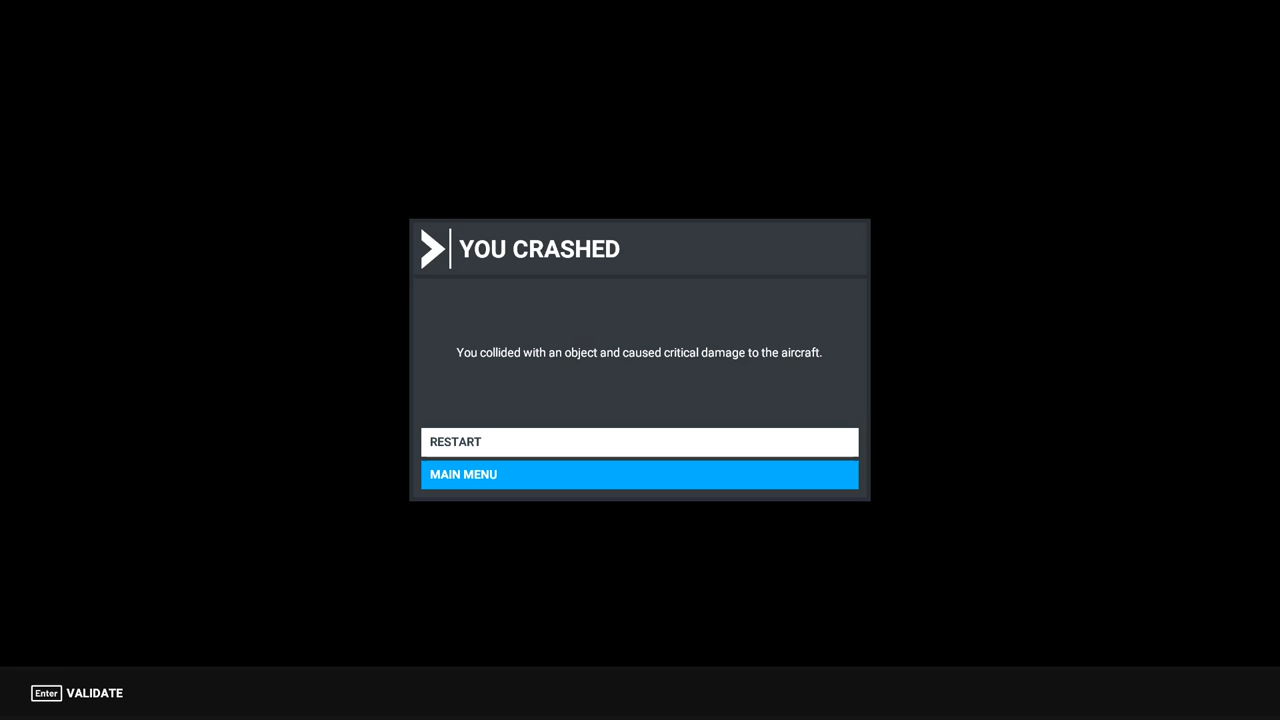 YOU CRASHED
You collided with an object and caused critical damage to the aircraft.
RESTART
MAIN MENU
Enter VALIDATE